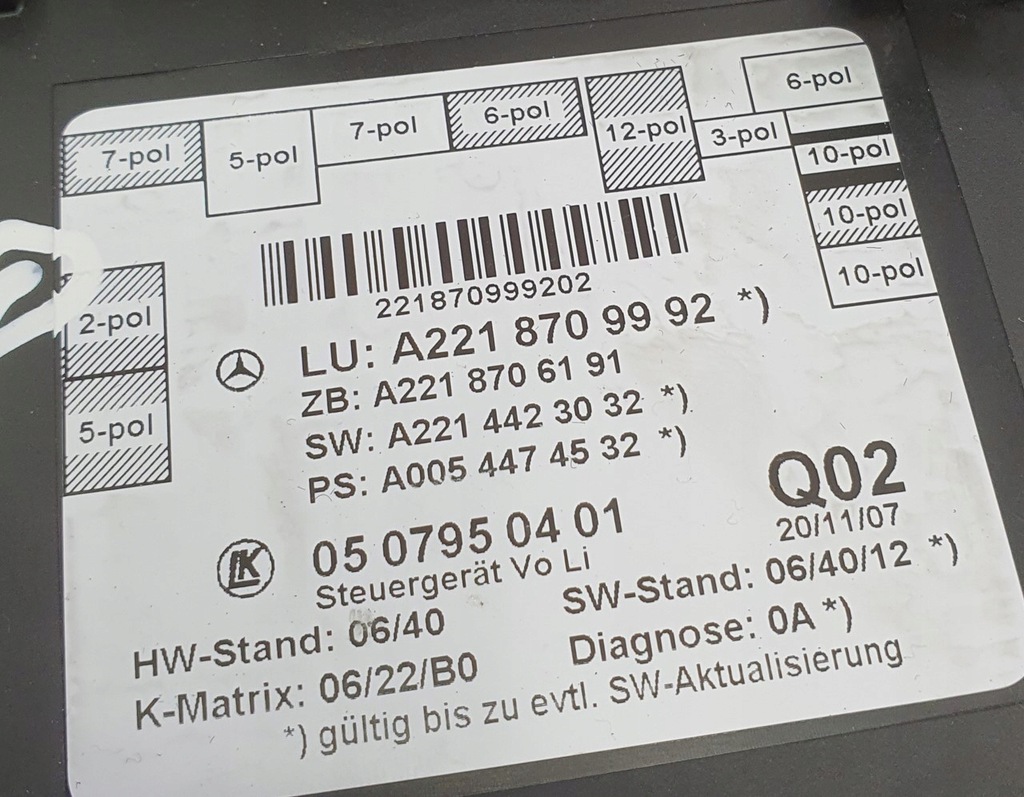 7-pol
5-pol
7-pol
6-pol
12-pol
3-pol
6-pol
10-pol
10-pol
10-pol
2-pol
5-pol
221870999202
LU: A221 870 99 92 *)
ZB: A221 870 61 91
SW: A221 442 30 32 *)
PS: A005 447 45 32 *)
Q02
20/11/07
LK 05 0795 04 01
Steuergerät Vo Li
HW-Stand: 06/40
SW-Stand: 06/40/12 *)
K-Matrix: 06/22/B0
Diagnose: 0A *)
*) gültig bis zu evtl. SW-Aktualisierung